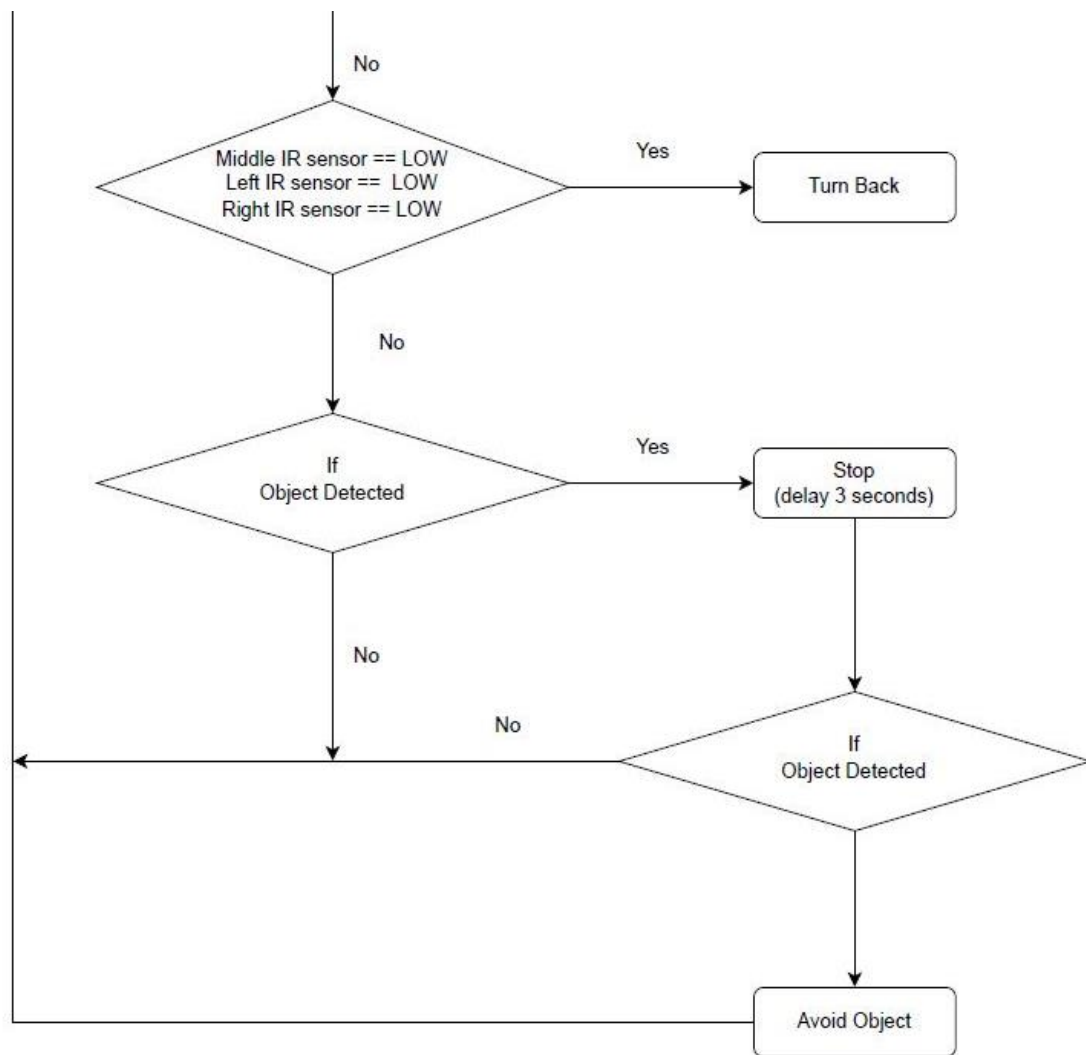 No
Middle IR sensor == LOW
Left IR sensor ==  LOW
Right IR sensor == LOW
Yes
Turn Back
No
If
Object Detected
Yes
Stop
(delay 3 seconds)
No
No
If
Object Detected
Avoid Object